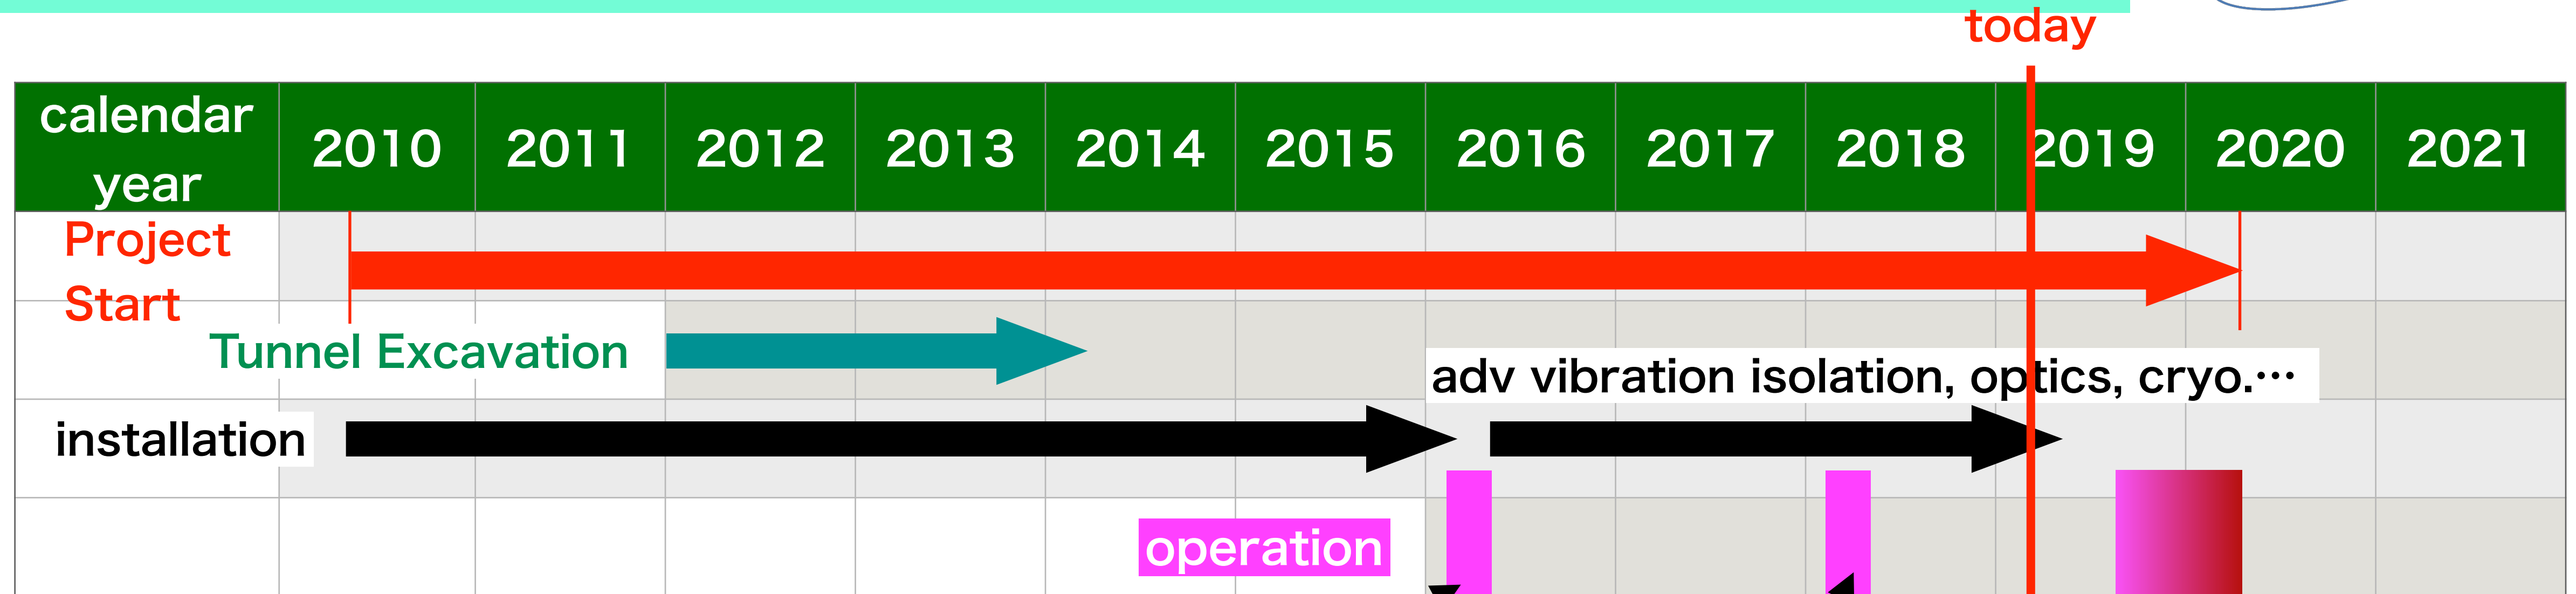 today
calendar
year
2010 2011 2012 2013 2014 2015 2016 2017 2018 2019 2020 2021
Project
Start
Tunnel Excavation
adv vibration isolation, optics, cryo.…
installation
operation